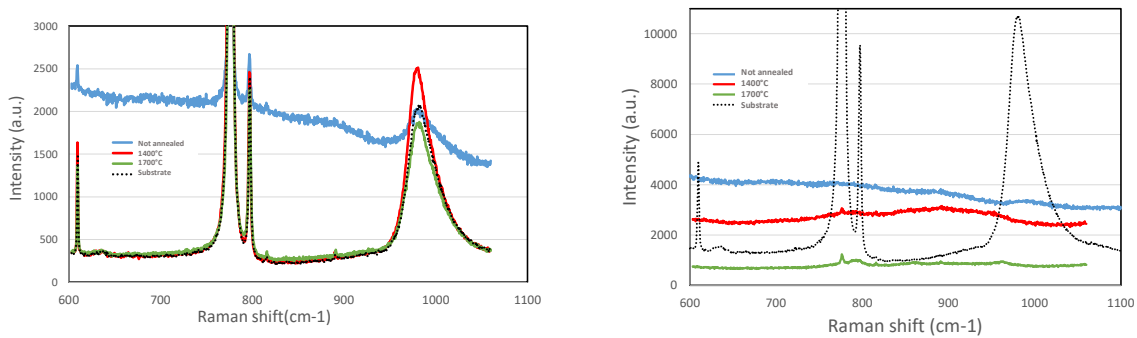 3000
2500
2000
1500
1000
500
0
Intensity (a.u.)
Not annealed
1400°C
1700°C
Substrate
600 700 800 900 1000 1100
Raman shift(cm-1)
10000
8000
6000
4000
2000
0
Intensity (a.u.)
Not annealed
1400°C
1700°C
Substrate
600 700 800 900 1000 1100
Raman shift (cm-1)